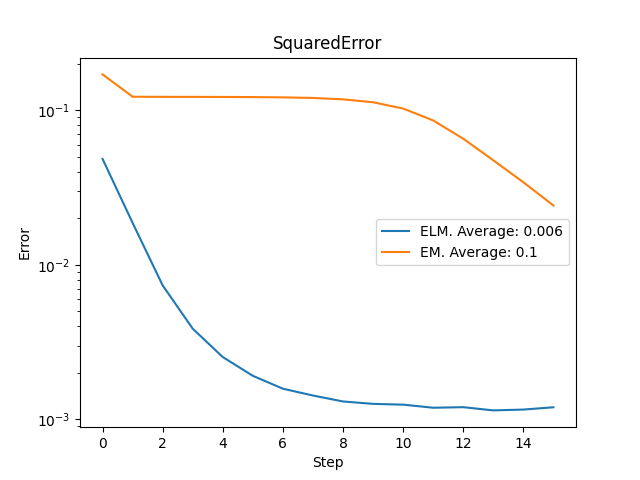 SquaredError
10⁻¹
10⁻²
10⁻³
Error
ELM. Average: 0.006
EM. Average: 0.1
0 2 4 6 8 10 12 14
Step